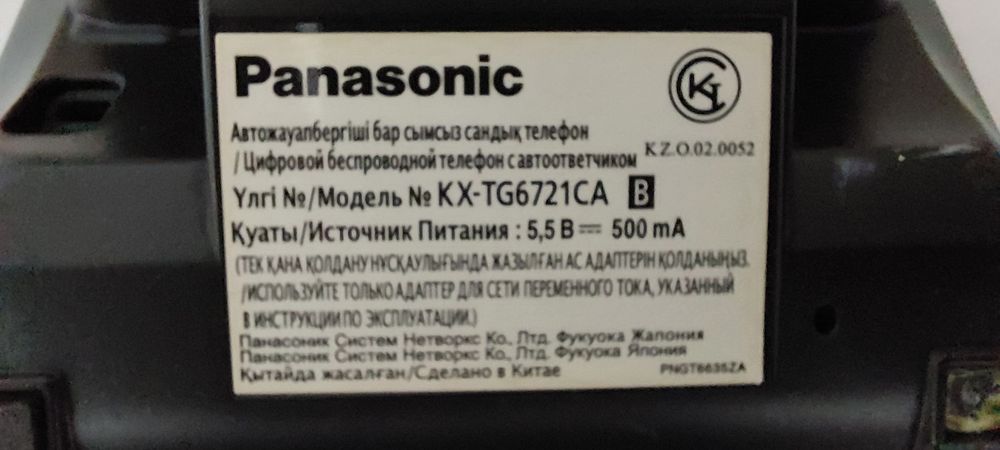 Panasonic
Автожауапбергіші бар сымсыз сандық телефон
/ Цифровой беспроводной телефон с автоответчиком
K.Z.O.02.0052
Үлгі №/Модель № KX-TG6721CA B
Қуаты/Источник Питания : 5,5 В ⎓ 500 mA
(ТЕК ҚАНА ҚОЛДАНУ НҰСҚАУЛЫҒЫНДА ЖАЗЫЛҒАН АС АДАПТЕРІН ҚОЛДАНЫҢЫЗ.
/ИСПОЛЬЗУЙТЕ ТОЛЬКО АДАПТЕР ДЛЯ СЕТИ ПЕРЕМЕННОГО ТОКА, УКАЗАННЫЙ
В ИНСТРУКЦИИ ПО ЭКСПЛУАТАЦИИ.)
Панасоник Систем Нетворкс Ко., Лтд. Фукуока Жапония
Панасоник Систем Нетворкс Ко., Лтд. Фукуока Япония
Қытайда жасалған/Сделано в Китае
PNGT6635ZA